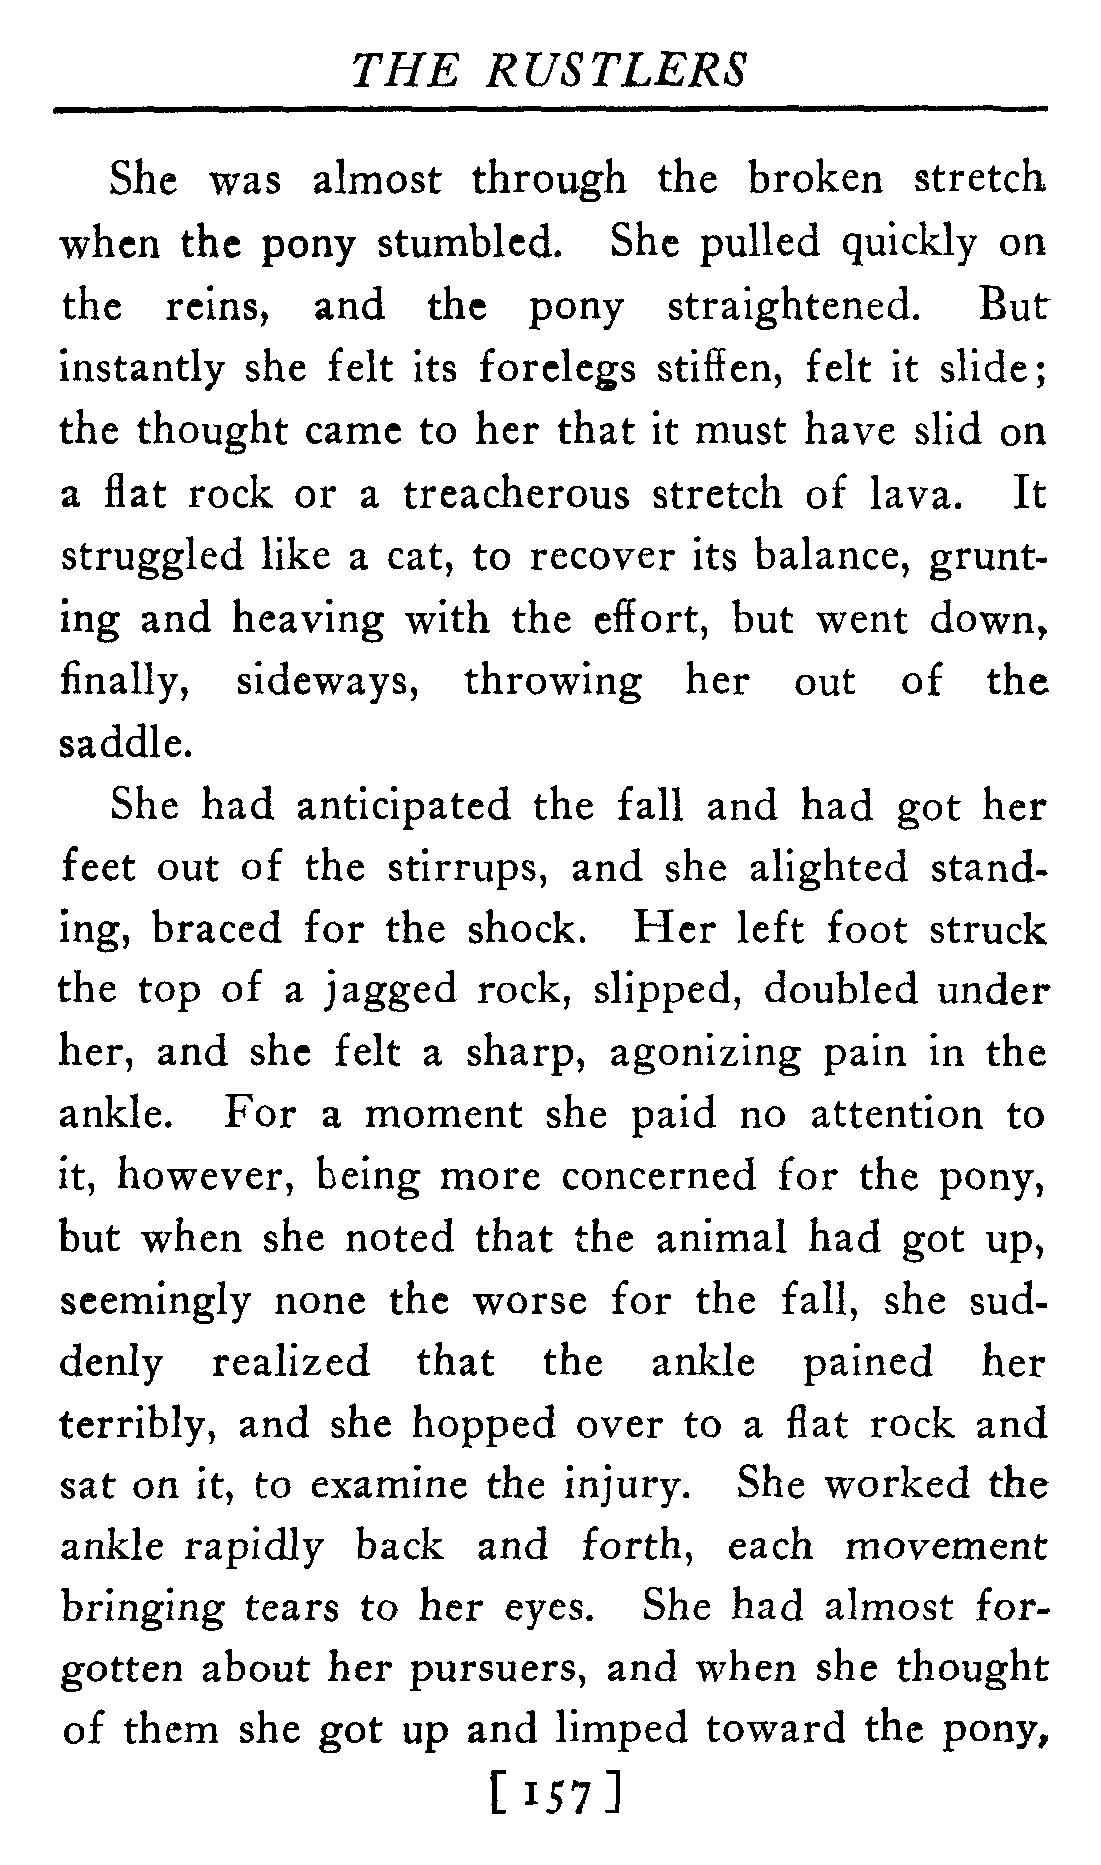 THE RUSTLERS
She was almost through the broken stretch
when the pony stumbled. She pulled quickly on
the reins, and the pony straightened. But
instantly she felt its forelegs stiffen, felt it slide;
the thought came to her that it must have slid on
a flat rock or a treacherous stretch of lava. It
struggled like a cat, to recover its balance, grunt-
ing and heaving with the effort, but went down,
finally, sideways, throwing her out of the
saddle.
She had anticipated the fall and had got her
feet out of the stirrups, and she alighted stand-
ing, braced for the shock. Her left foot struck
the top of a jagged rock, slipped, doubled under
her, and she felt a sharp, agonizing pain in the
ankle. For a moment she paid no attention to
it, however, being more concerned for the pony,
but when she noted that the animal had got up,
seemingly none the worse for the fall, she sud-
denly realized that the ankle pained her
terribly, and she hopped over to a flat rock and
sat on it, to examine the injury. She worked the
ankle rapidly back and forth, each movement
bringing tears to her eyes. She had almost for-
gotten about her pursuers, and when she thought
of them she got up and limped toward the pony,
[ 157 ]